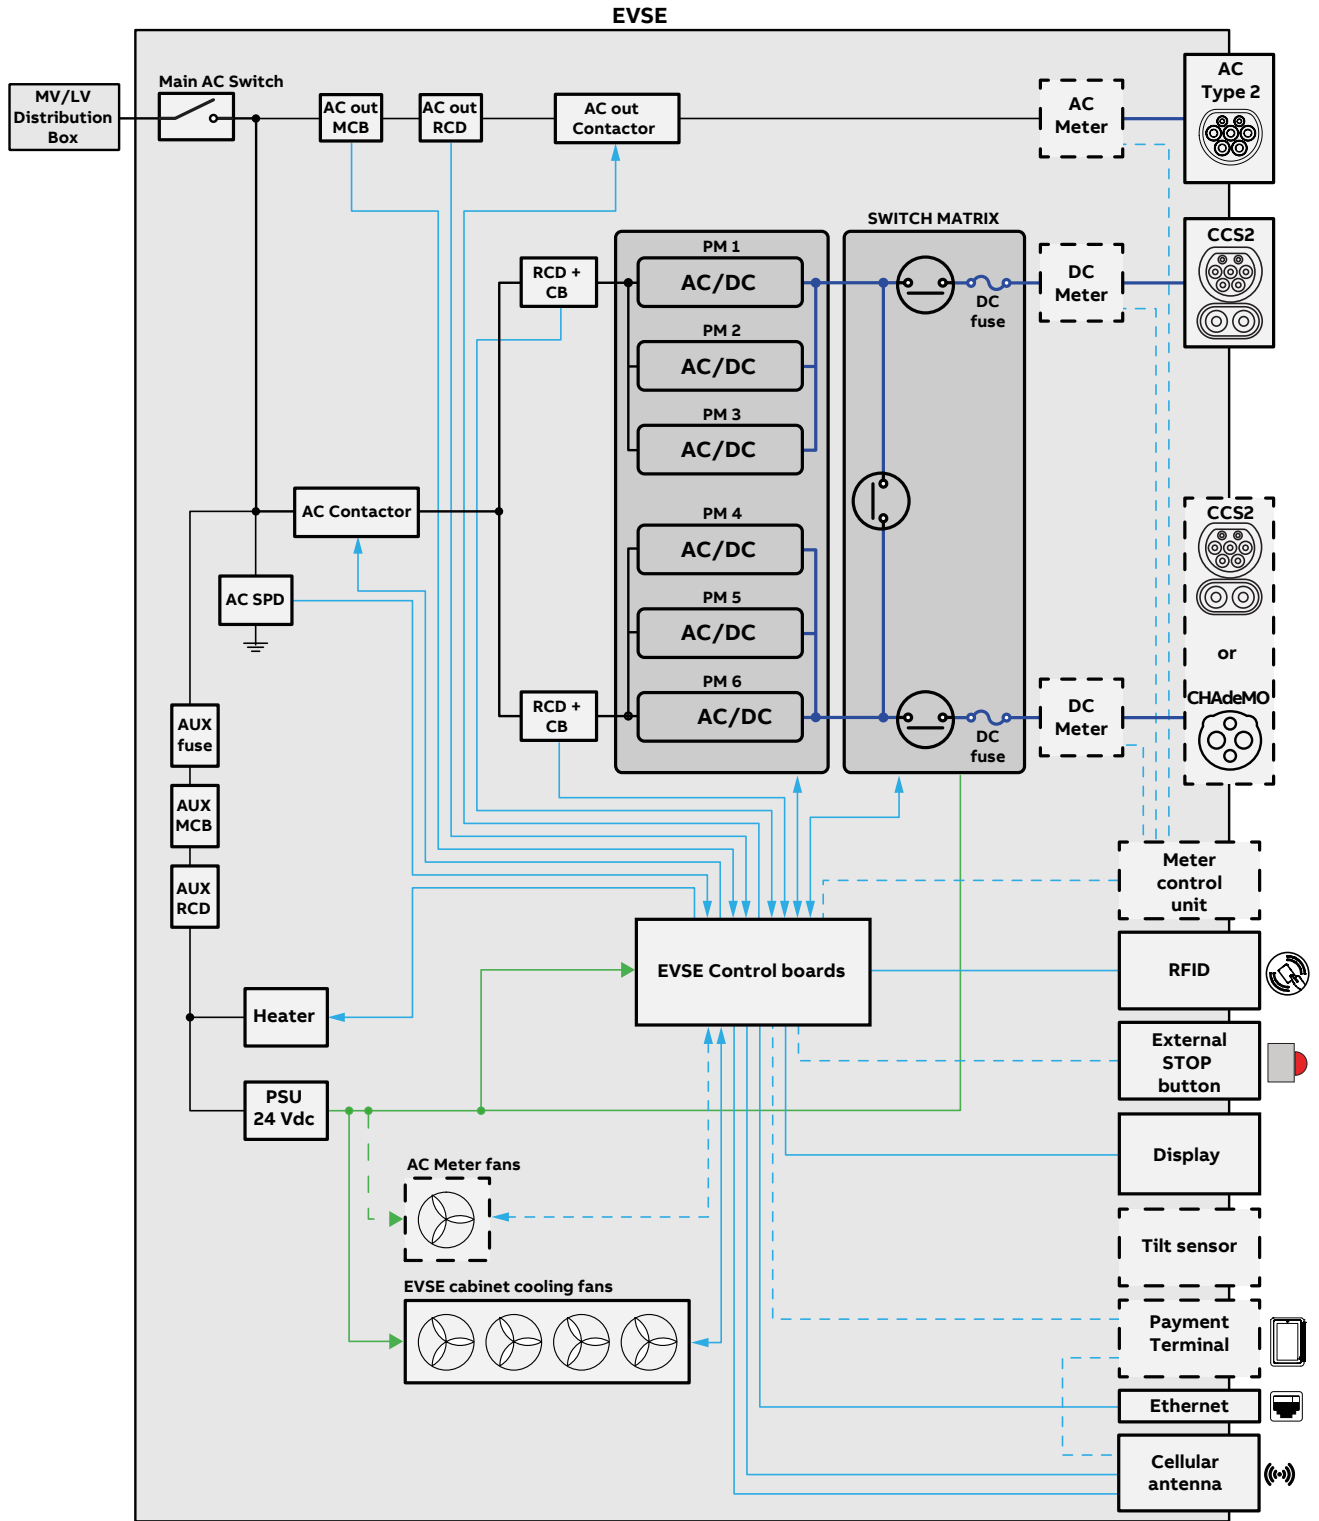 EVSE
MV/LV
Distribution
Box
Main AC Switch
AC out
MCB
AC out
RCD
AC out
Contactor
AC
Meter
AC
Type 2
SWITCH MATRIX
CCS2
RCD +
CB
PM 1
AC/DC
DC
fuse
DC
Meter
PM 2
AC/DC
PM 3
AC/DC
AC Contactor
PM 4
AC/DC
CCS2
AC SPD
PM 5
AC/DC
or
PM 6
AC/DC
RCD +
CB
DC
fuse
DC
Meter
CHAdeMO
AUX
fuse
AUX
MCB
AUX
RCD
Meter
control
unit
EVSE Control boards
RFID
Heater
External
STOP
button
PSU
24 Vdc
Display
AC Meter fans
Tilt sensor
EVSE cabinet cooling fans
Payment
Terminal
Ethernet
Cellular
antenna